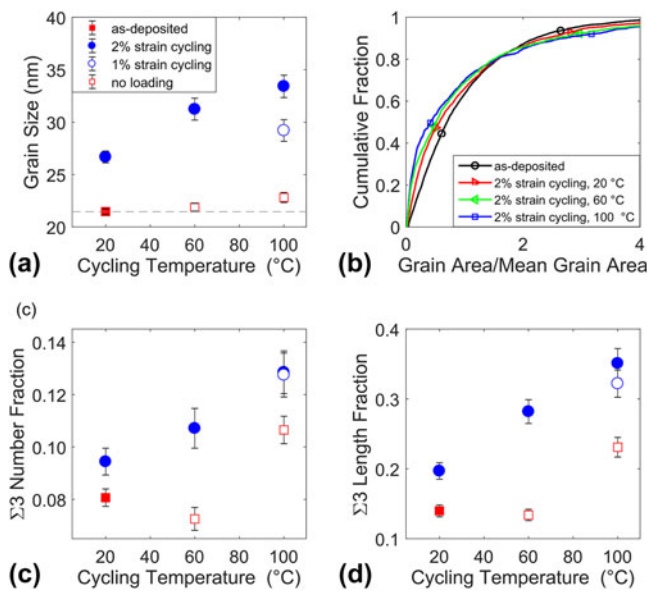 40
35
30
25
20
Grain Size (nm)
as-deposited
2% strain cycling
1% strain cycling
no loading
20 40 60 80 100
(a) Cycling Temperature (°C)
1
0.8
0.6
0.4
0.2
0
Cumulative Fraction
as-deposited
2% strain cycling, 20 °C
2% strain cycling, 60 °C
2% strain cycling, 100 °C
0 2 4
(b) Grain Area/Mean Grain Area
(c)
0.14
0.12
0.10
0.08
Σ3 Number Fraction
20 40 60 80 100
(c) Cycling Temperature (°C)
0.4
0.3
0.2
0.1
Σ3 Length Fraction
20 40 60 80 100
(d) Cycling Temperature (°C)